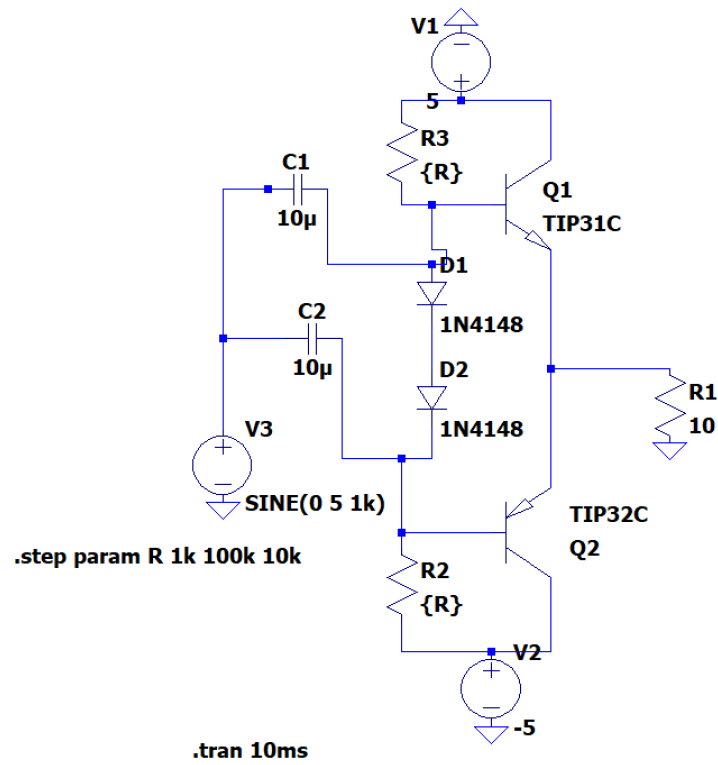 V1
−
+
5
R3
{R}
C1
10µ
Q1
TIP31C
D1
1N4148
C2
10µ
D2
1N4148
R1
10
V3
+
−
SINE(0 5 1k)
TIP32C
Q2
.step param R 1k 100k 10k
R2
{R}
V2
+
−
-5
.tran 10ms